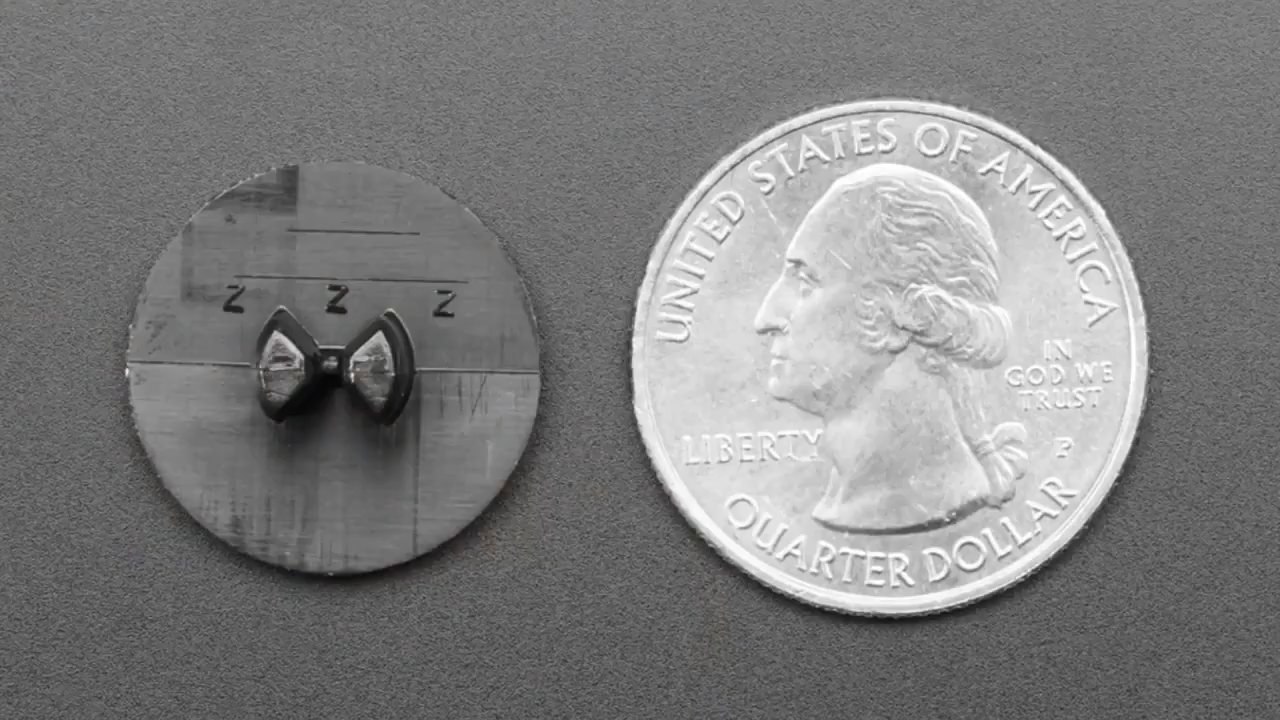 Z Z Z
UNITED STATES OF AMERICA
IN
GOD WE
TRUST
LIBERTY
P
QUARTER DOLLAR